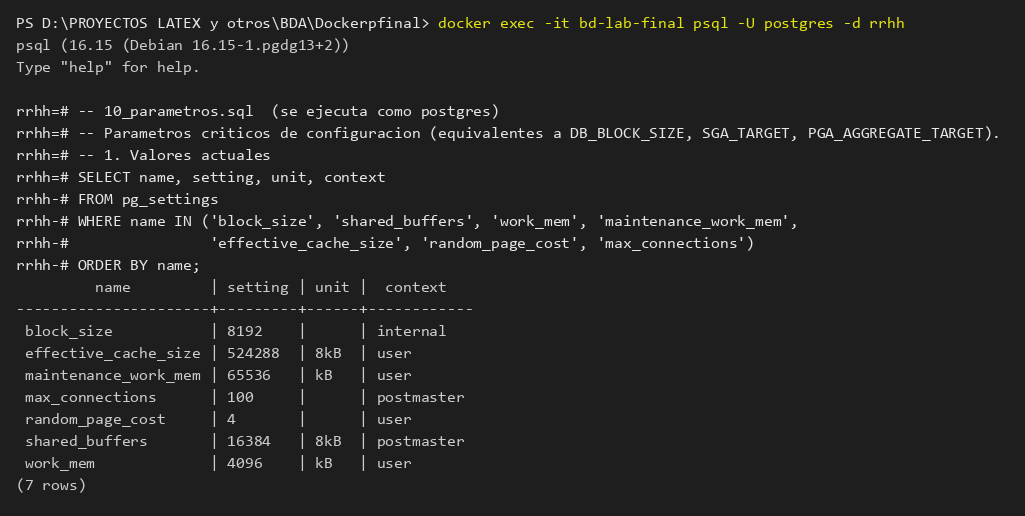 PS D:\PROYECTOS LATEX y otros\BDA\Dockerpfinal> docker exec -it bd-lab-final psql -U postgres -d rrhh
psql (16.15 (Debian 16.15-1.pgdg13+2))
Type "help" for help.

rrhh=# -- 10_parametros.sql  (se ejecuta como postgres)
rrhh=# -- Parametros criticos de configuracion (equivalentes a DB_BLOCK_SIZE, SGA_TARGET, PGA_AGGREGATE_TARGET).
rrhh=# -- 1. Valores actuales
rrhh=# SELECT name, setting, unit, context
rrhh-# FROM pg_settings
rrhh-# WHERE name IN ('block_size', 'shared_buffers', 'work_mem', 'maintenance_work_mem',
rrhh-#                'effective_cache_size', 'random_page_cost', 'max_connections')
rrhh-# ORDER BY name;
         name         | setting | unit |  context
----------------------+---------+------+------------
 block_size           | 8192    |      | internal
 effective_cache_size | 524288  | 8kB  | user
 maintenance_work_mem | 65536   | kB   | user
 max_connections      | 100     |      | postmaster
 random_page_cost     | 4       |      | user
 shared_buffers       | 16384   | 8kB  | postmaster
 work_mem             | 4096    | kB   | user
(7 rows)